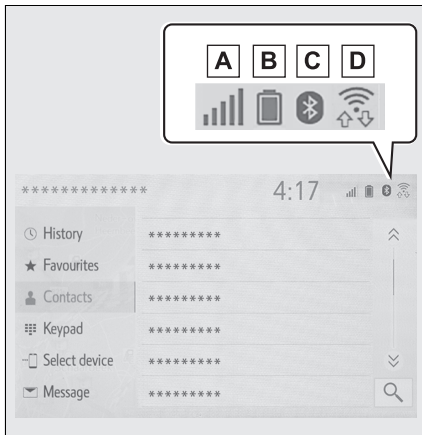 A B C D
************* 4:17
History *********
Favourites *********
Contacts *********
Keypad *********
Select device *********
Message *********